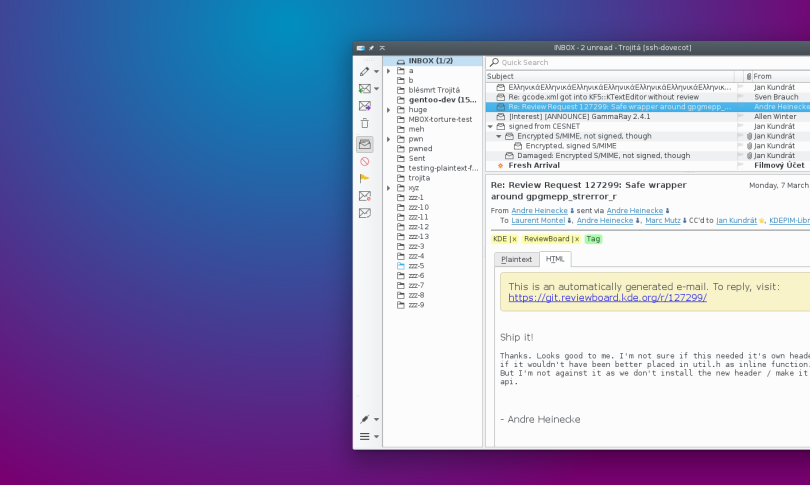 INBOX - 2 unread - Trojitá [ssh-dovecot]
INBOX (1/2)
a
b
blésmrt Trojitá
gentoo-dev (15...
huge
MBOX-torture-test
meh
pwn
pwned
Sent
testing-plaintext-f...
trojita
xyz
zzz-1
zzz-10
zzz-11
zzz-12
zzz-13
zzz-3
zzz-4
zzz-5
zzz-6
zzz-7
zzz-8
zzz-9
Quick Search
Subject From
ΕλληνικάΕλληνικάΕλληνικάΕλληνικάΕλληνικάΕλληνικ... Jan Kundrát
Re: gcode.xml got into KF5::KTextEditor without review Sven Brauch
Re: Review Request 127299: Safe wrapper around gpgmepp_... Andre Heinecke
[Interest] [ANNOUNCE] GammaRay 2.4.1 Allen Winter
signed from CESNET Jan Kundrát
Encrypted S/MIME, not signed, though Jan Kundrát
Encrypted, signed S/MIME Jan Kundrát
Damaged: Encrypted S/MIME, not signed, though Jan Kundrát
Fresh Arrival Filmový Účet
Re: Review Request 127299: Safe wrapper Monday, 7 March
around gpgmepp_strerror_r
From Andre Heinecke sent via Andre Heinecke
To Laurent Montel, Andre Heinecke, Marc Mutz CC'd to Jan Kundrát, KDEPIM-Libr
KDE |x ReviewBoard |x Tag
Plaintext HTML
This is an automatically generated e-mail. To reply, visit:
https://git.reviewboard.kde.org/r/127299/
Ship it!
Thanks. Looks good to me. I'm not sure if this needed it's own heade
if it wouldn't have been better placed in util.h as inline function.
But I'm not against it as we don't install the new header / make it
api.
- Andre Heinecke